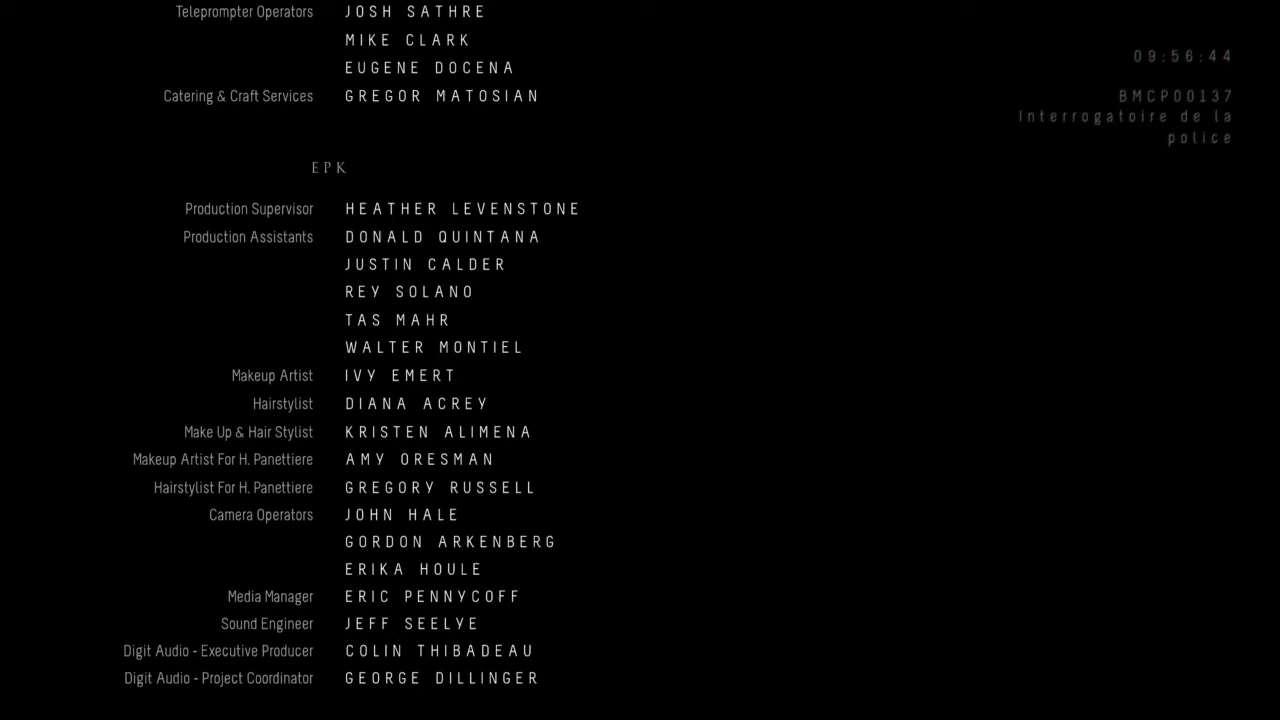 Teleprompter Operators JOSH SATHRE
MIKE CLARK
EUGENE DOCENA
Catering & Craft Services GREGOR MATOSIAN
EPK
Production Supervisor HEATHER LEVENSTONE
Production Assistants DONALD QUINTANA
JUSTIN CALDER
REY SOLANO
TAS MAHR
WALTER MONTIEL
Makeup Artist IVY EMERT
Hairstylist DIANA ACREY
Make Up & Hair Stylist KRISTEN ALIMENA
Makeup Artist For H. Panettiere AMY ORESMAN
Hairstylist For H. Panettiere GREGORY RUSSELL
Camera Operators JOHN HALE
GORDON ARKENBERG
ERIKA HOULE
Media Manager ERIC PENNYCOFF
Sound Engineer JEFF SEELYE
Digit Audio - Executive Producer COLIN THIBADEAU
Digit Audio - Project Coordinator GEORGE DILLINGER
09:56:44
BMCP00137
Interrogatoire de la
police